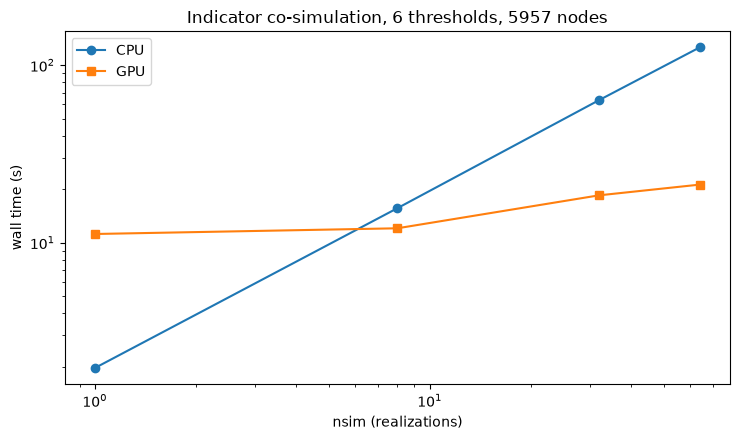 Indicator co-simulation, 6 thresholds, 5957 nodes
CPU
GPU
wall time (s)
10²
10¹
10⁰
10¹
nsim (realizations)